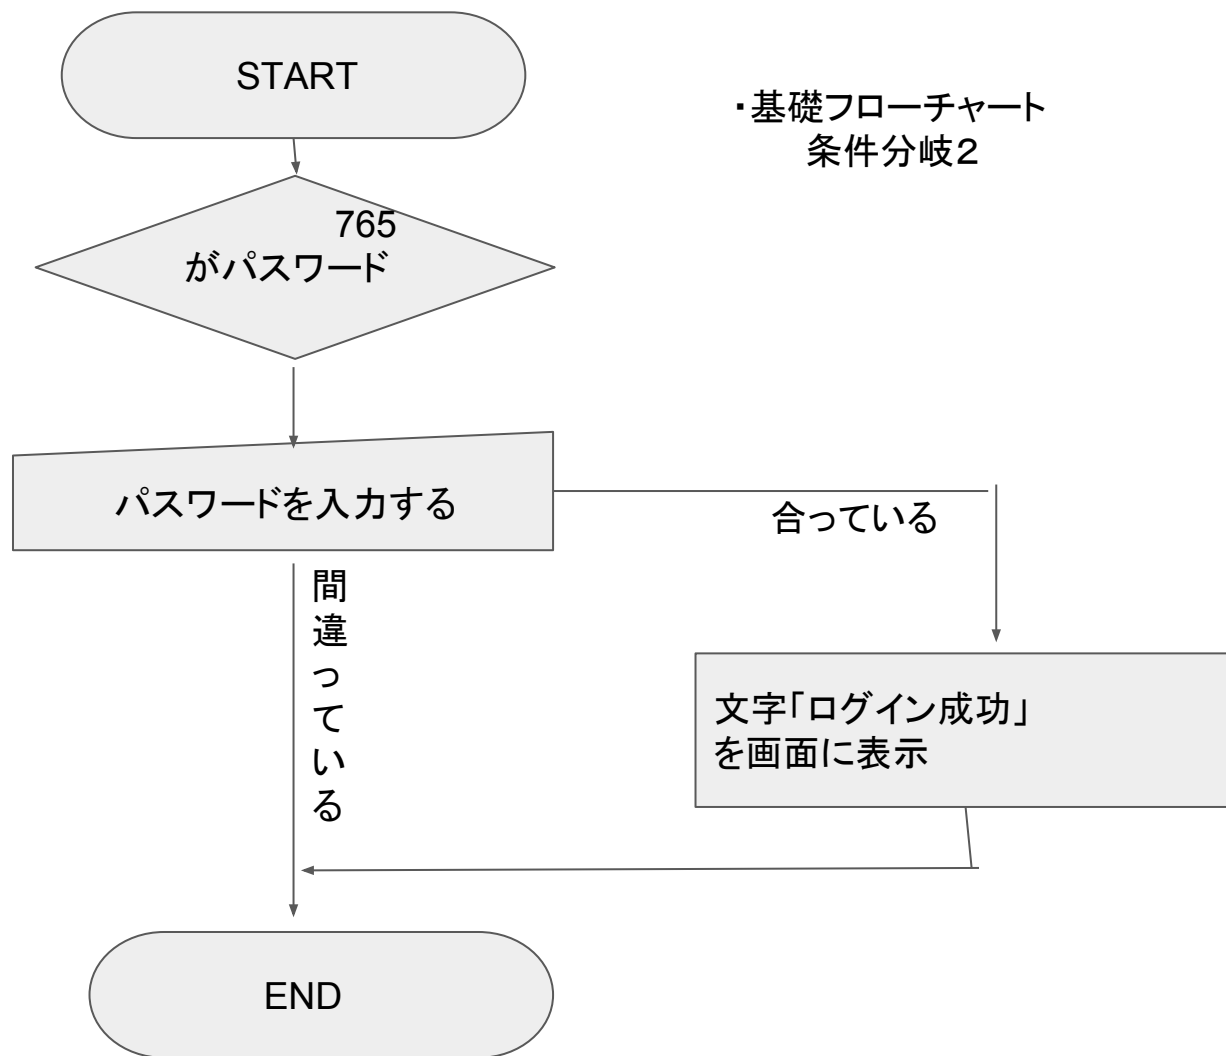 START
・基礎フローチャート
条件分岐２
765
がパスワード
パスワードを入力する
合っている
間違っている
文字「ログイン成功」
を画面に表示
END